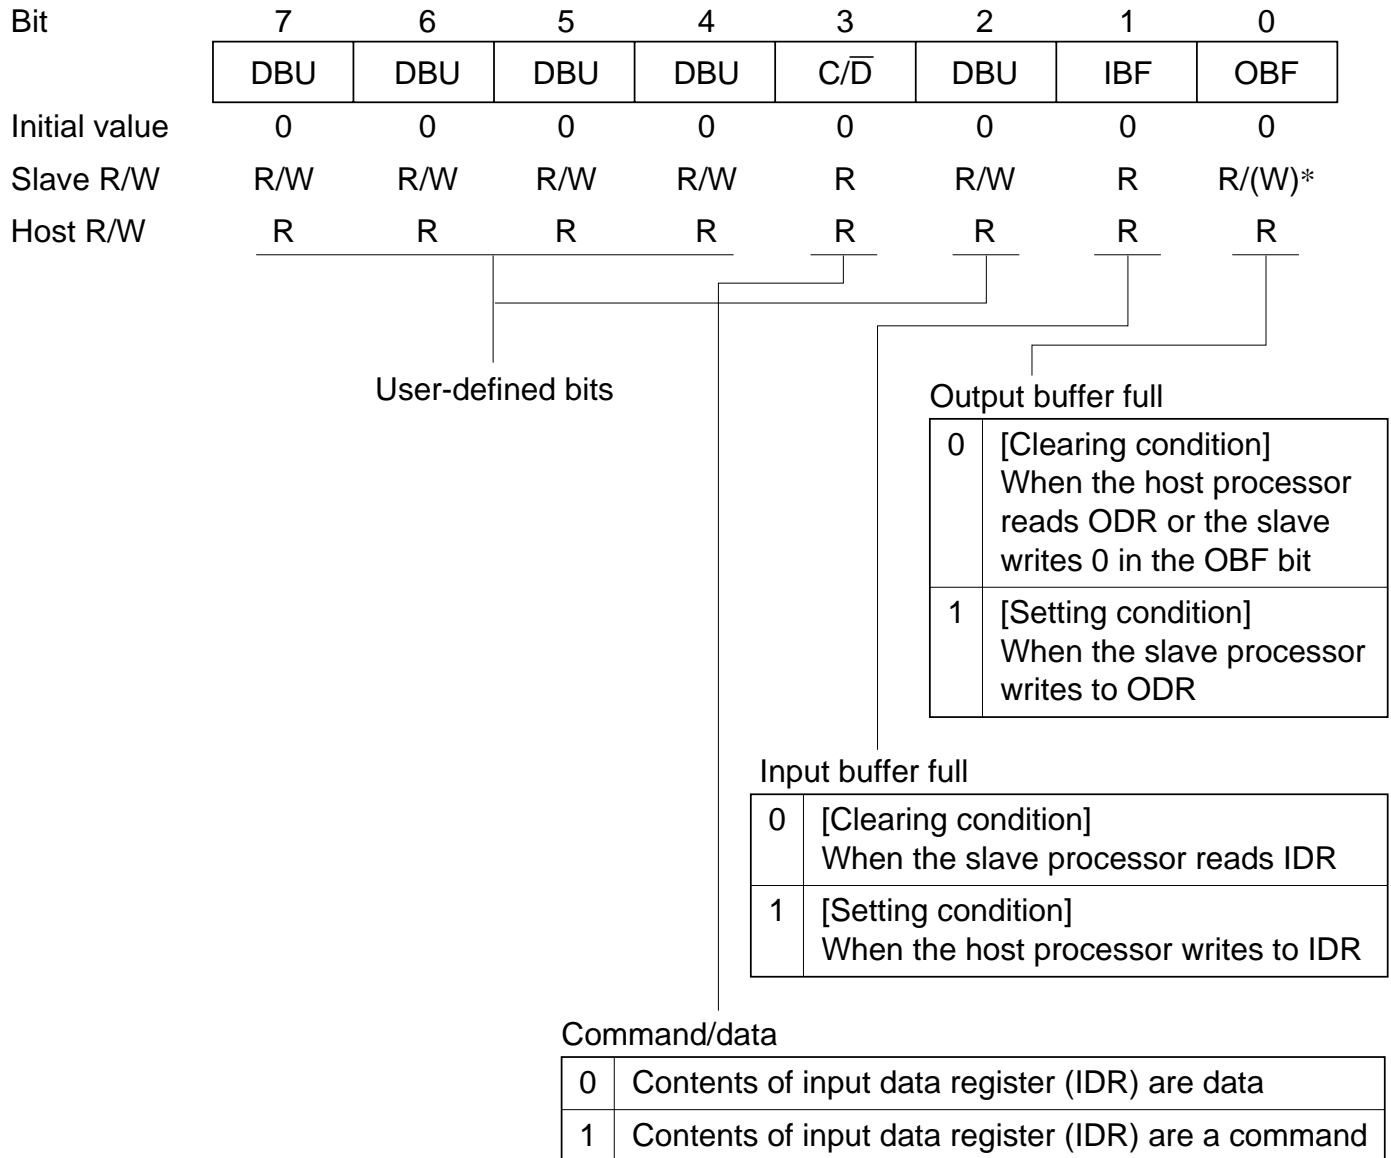 Bit 7 6 5 4 3 2 1 0
DBU DBU DBU DBU C/D̅ DBU IBF OBF
Initial value 0 0 0 0 0 0 0 0
Slave R/W R/W R/W R/W R/W R R/W R R/(W)*
Host R/W R R R R R R R R
User-defined bits
Output buffer full
0 [Clearing condition]
When the host processor
reads ODR or the slave
writes 0 in the OBF bit
1 [Setting condition]
When the slave processor
writes to ODR
Input buffer full
0 [Clearing condition]
When the slave processor reads IDR
1 [Setting condition]
When the host processor writes to IDR
Command/data
0 Contents of input data register (IDR) are data
1 Contents of input data register (IDR) are a command